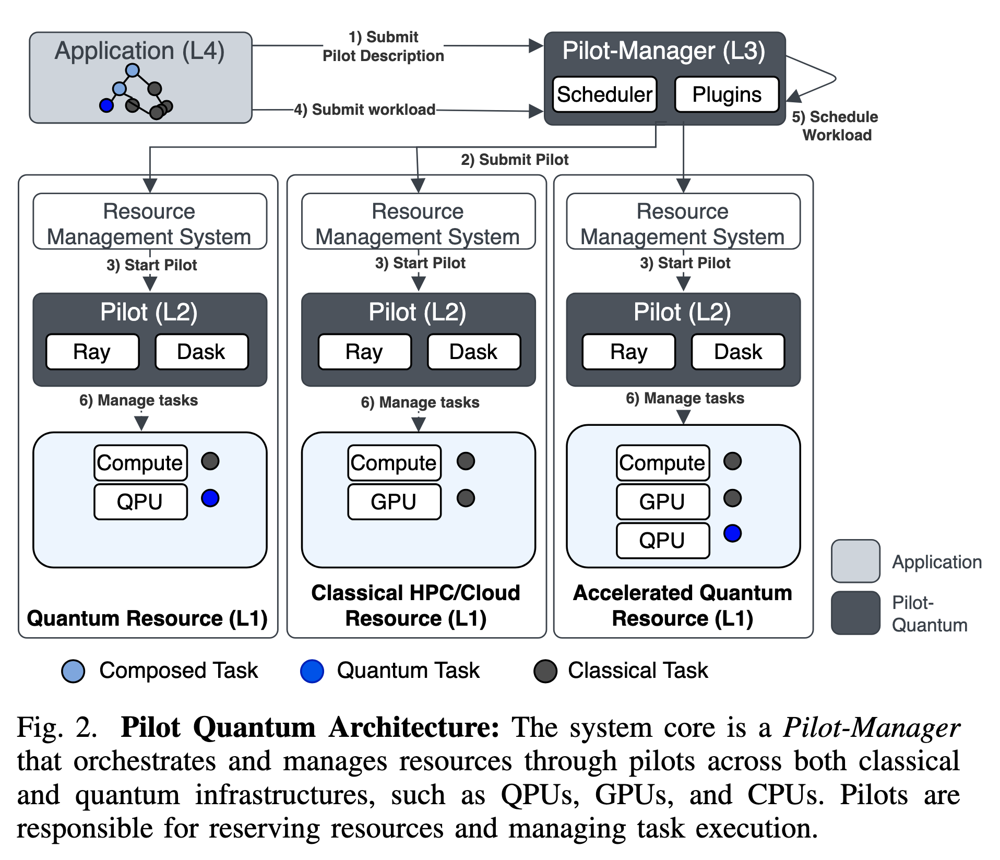 Application (L4)
1) Submit
Pilot Description
Pilot-Manager (L3)
Scheduler
Plugins
4) Submit workload
5) Schedule
Workload
2) Submit Pilot
Resource
Management System
3) Start Pilot
Pilot (L2)
Ray
Dask
6) Manage tasks
Compute
QPU
Quantum Resource (L1)
Resource
Management System
3) Start Pilot
Pilot (L2)
Ray
Dask
6) Manage tasks
Compute
GPU
Classical HPC/Cloud
Resource (L1)
Resource
Management System
3) Start Pilot
Pilot (L2)
Ray
Dask
6) Manage tasks
Compute
GPU
QPU
Accelerated Quantum
Resource (L1)
Application
Pilot-
Quantum
Composed Task
Quantum Task
Classical Task
Fig. 2. Pilot Quantum Architecture: The system core is a Pilot-Manager
that orchestrates and manages resources through pilots across both classical
and quantum infrastructures, such as QPUs, GPUs, and CPUs. Pilots are
responsible for reserving resources and managing task execution.